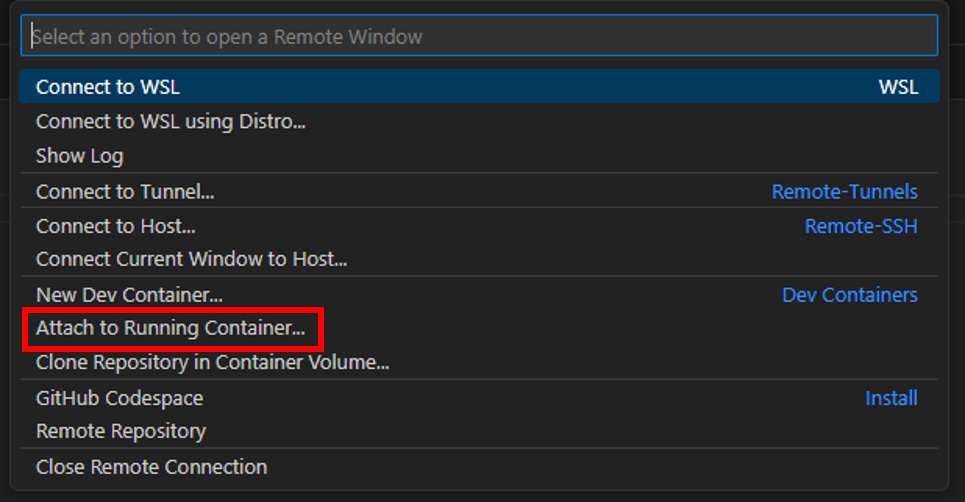 Select an option to open a Remote Window
Connect to WSL WSL
Connect to WSL using Distro...
Show Log
Connect to Tunnel... Remote-Tunnels
Connect to Host... Remote-SSH
Connect Current Window to Host...
New Dev Container... Dev Containers
Attach to Running Container...
Clone Repository in Container Volume...
GitHub Codespace Install
Remote Repository
Close Remote Connection